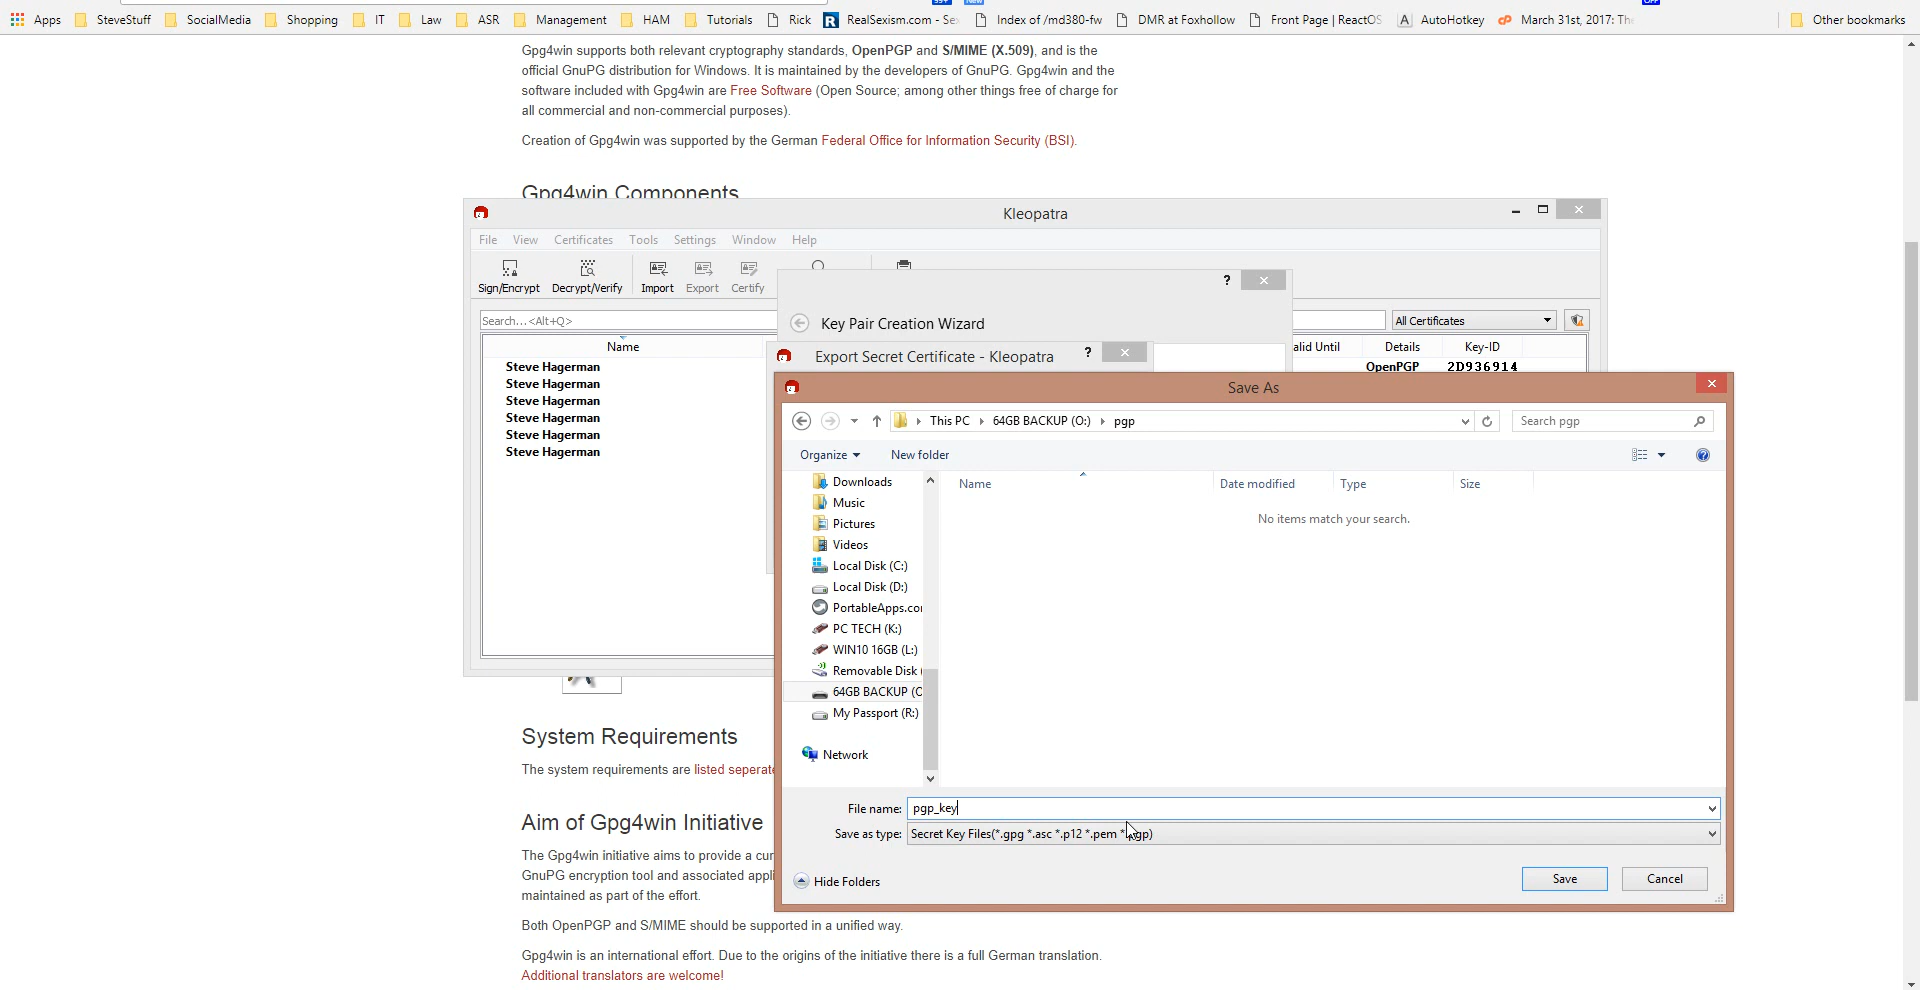 Apps SteveStuff SocialMedia Shopping IT Law ASR Management HAM Tutorials Rick RealSexism.com - Se Index of /md380-fw DMR at Foxhollow Front Page | ReactOS AutoHotkey March 31st, 2017: Th Other bookmarks
Gpg4win supports both relevant cryptography standards, OpenPGP and S/MIME (X.509), and is the
official GnuPG distribution for Windows. It is maintained by the developers of GnuPG. Gpg4win and the
software included with Gpg4win are Free Software (Open Source; among other things free of charge for
all commercial and non-commercial purposes).
Creation of Gpg4win was supported by the German Federal Office for Information Security (BSI).
Gpg4win Components
Kleopatra
File View Certificates Tools Settings Window Help
Sign/Encrypt Decrypt/Verify Import Export Certify
Search... <Alt+Q>
All Certificates
Key Pair Creation Wizard
Name
alid Until Details Key-ID
Export Secret Certificate - Kleopatra
Steve Hagerman
OpenPGP 2D936914
Steve Hagerman
Steve Hagerman
Steve Hagerman
Steve Hagerman
Steve Hagerman
Save As
This PC 64GB BACKUP (O:) pgp
Search pgp
Organize New folder
Name Date modified Type Size
No items match your search.
Downloads
Music
Pictures
Videos
Local Disk (C:)
Local Disk (D:)
PortableApps.co
PC TECH (K:)
WIN10 16GB (L:)
Removable Disk (
64GB BACKUP (O
My Passport (R:)
Network
File name: pgp_key
Save as type: Secret Key Files(*.gpg *.asc *.p12 *.pem
Hide Folders
Save Cancel
System Requirements
The system requirements are listed seperate
Aim of Gpg4win Initiative
The Gpg4win initiative aims to provide a cur
GnuPG encryption tool and associated appli
maintained as part of the effort.
Both OpenPGP and S/MIME should be supported in a unified way.
Gpg4win is an international effort. Due to the origins of the initiative there is a full German translation.
Additional translators are welcome!